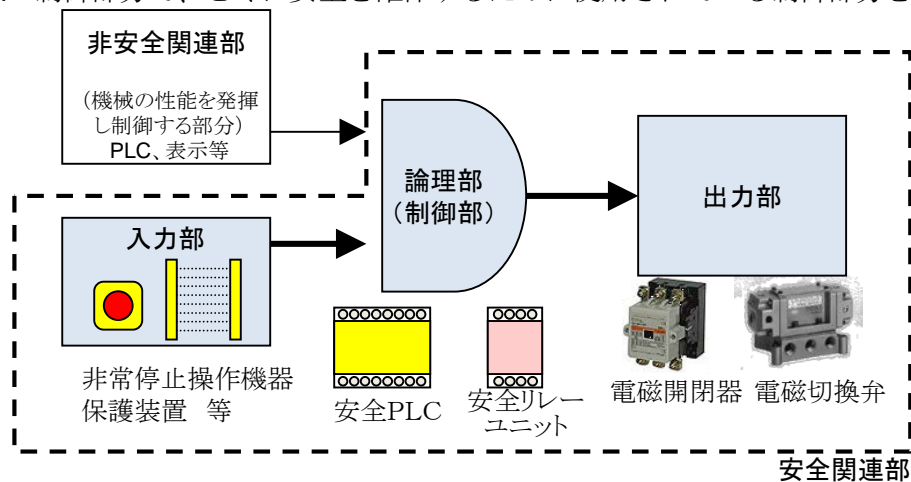 非安全関連部
（機械の性能を発揮
し制御する部分）
PLC、表示等
論理部
（制御部）
出力部
入力部
非常停止操作機器
保護装置　等
安全PLC
安全リレー
ユニット
電磁開閉器
電磁切換弁
安全関連部